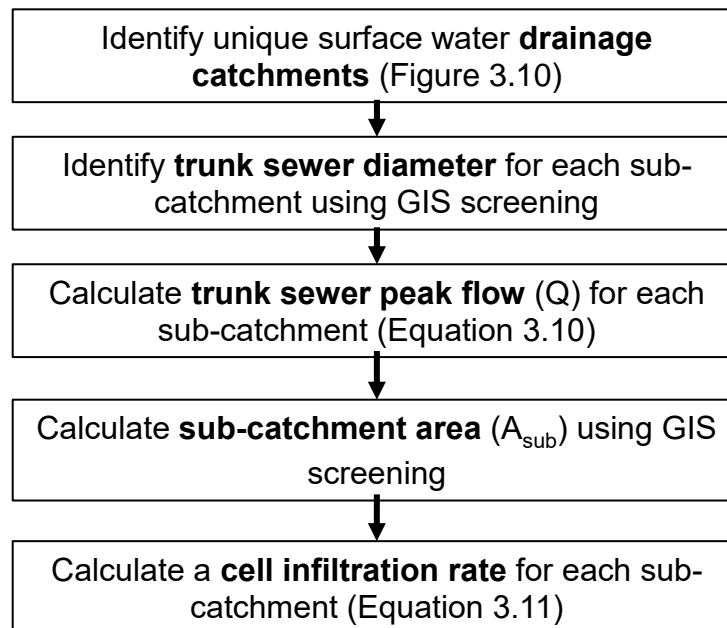 Identify unique surface water drainage
catchments (Figure 3.10)
Identify trunk sewer diameter for each sub-
catchment using GIS screening
Calculate trunk sewer peak flow (Q) for each
sub-catchment (Equation 3.10)
Calculate sub-catchment area (Asub) using GIS
screening
Calculate a cell infiltration rate for each sub-
catchment (Equation 3.11)